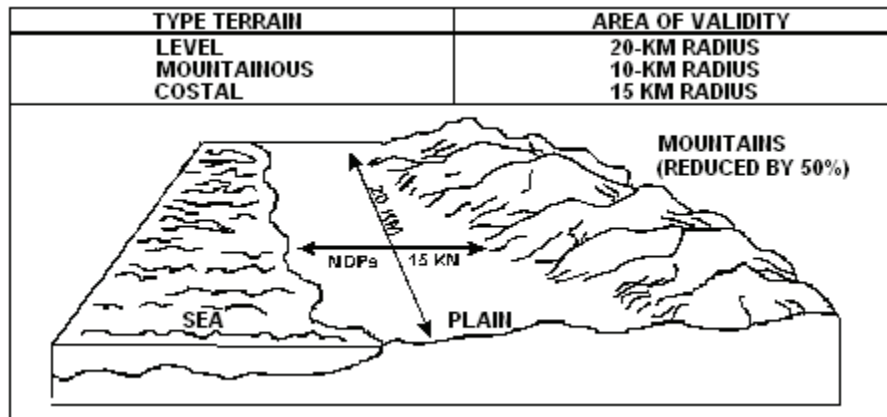 TYPE TERRAIN AREA OF VALIDITY
LEVEL 20-KM RADIUS
MOUNTAINOUS 10-KM RADIUS
COSTAL 15 KM RADIUS
MOUNTAINS
(REDUCED BY 50%)
20 KM
NDPs 15 KN
SEA PLAIN